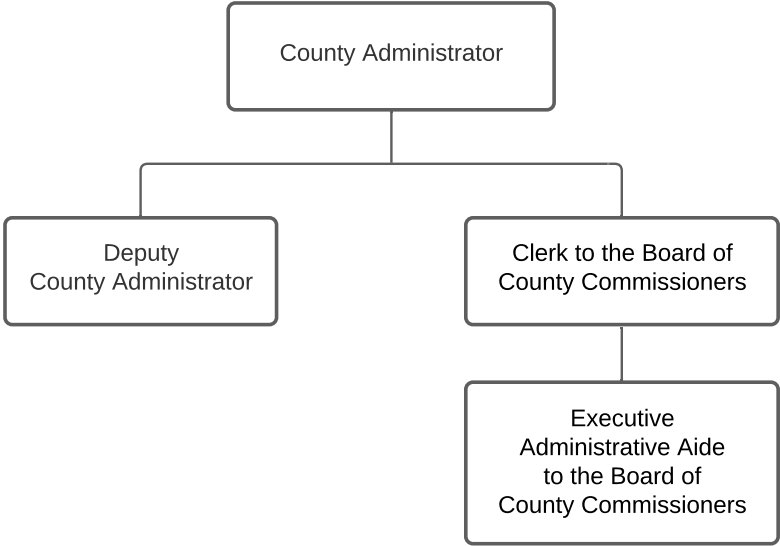 County Administrator
Deputy
County Administrator
Clerk to the Board of
County Commissioners
Executive
Administrative Aide
to the Board of
County Commissioners